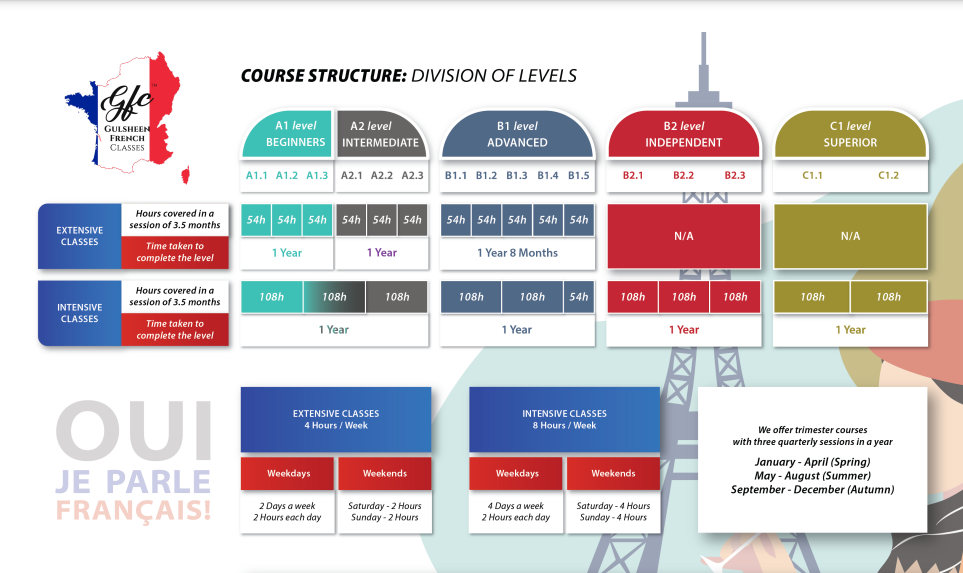 Gfc
GULSHEEN
FRENCH
CLASSES
COURSE STRUCTURE: DIVISION OF LEVELS
A1 level
BEGINNERS
A2 level
INTERMEDIATE
B1 level
ADVANCED
B2 level
INDEPENDENT
C1 level
SUPERIOR
A1.1 A1.2 A1.3
A2.1 A2.2 A2.3
B1.1 B1.2 B1.3 B1.4 B1.5
B2.1 B2.2 B2.3
C1.1 C1.2
EXTENSIVE
CLASSES
Hours covered in a
session of 3.5 months
Time taken to
complete the level
54h 54h 54h
54h 54h 54h
54h 54h 54h 54h 54h
N/A
N/A
1 Year
1 Year
1 Year 8 Months
INTENSIVE
CLASSES
Hours covered in a
session of 3.5 months
Time taken to
complete the level
108h 108h 108h
108h 108h 54h
108h 108h 108h
108h 108h
1 Year
1 Year
1 Year
1 Year
OUI
JE PARLE
FRANÇAIS!
EXTENSIVE CLASSES
4 Hours / Week
Weekdays
Weekends
2 Days a week
2 Hours each day
Saturday - 2 Hours
Sunday - 2 Hours
INTENSIVE CLASSES
8 Hours / Week
Weekdays
Weekends
4 Days a week
2 Hours each day
Saturday - 4 Hours
Sunday - 4 Hours
We offer trimester courses
with three quarterly sessions in a year
January - April (Spring)
May - August (Summer)
September - December (Autumn)